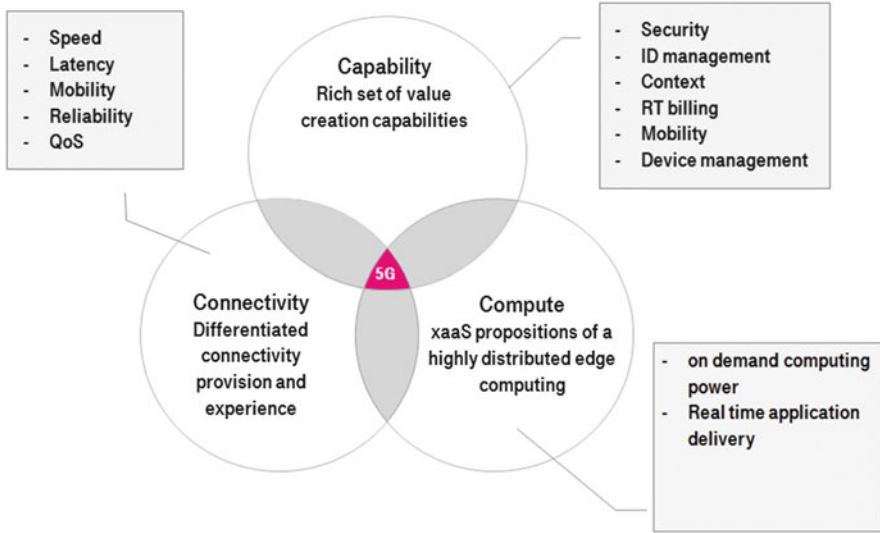 - Speed
- Latency
- Mobility
- Reliability
- QoS
Capability
Rich set of value
creation capabilities
- Security
- ID management
- Context
- RT billing
- Mobility
- Device management
5G
Connectivity
Differentiated
connectivity
provision and
experience
Compute
xaaS propositions of a
highly distributed edge
computing
- on demand computing
power
- Real time application
delivery